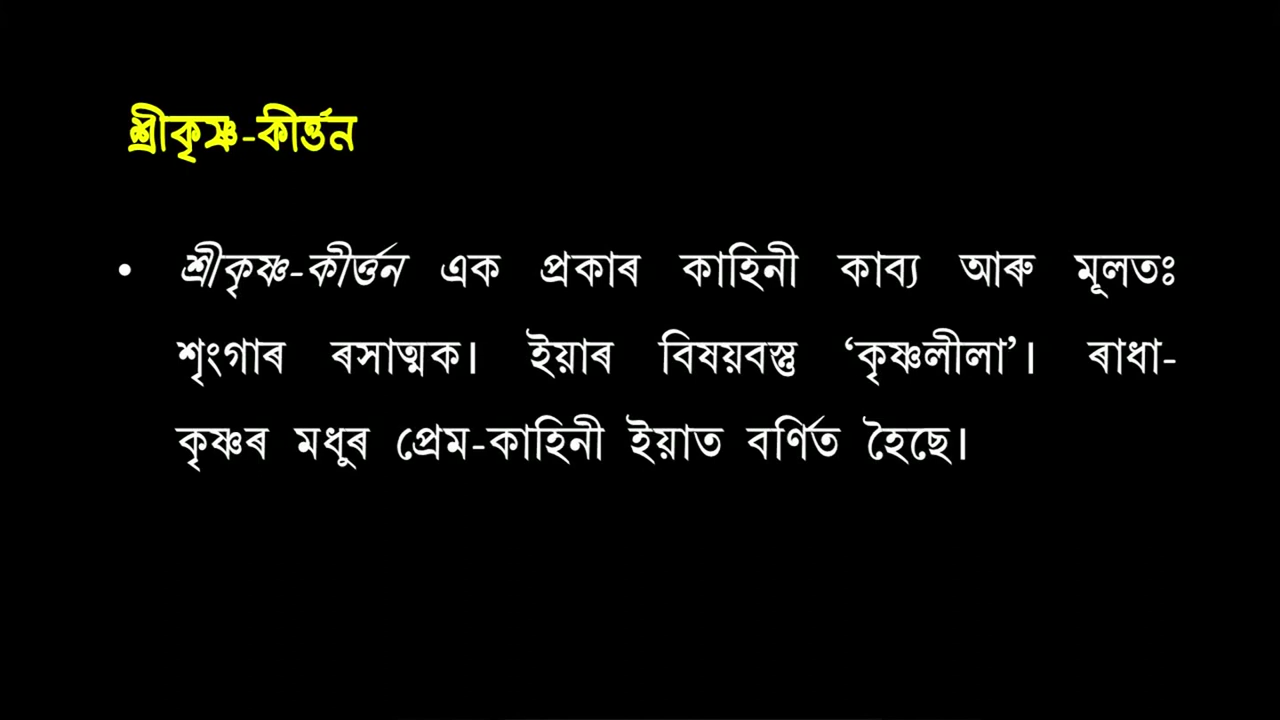 শ্ৰীকৃষ্ণ-কীৰ্ত্তন
• শ্ৰীকৃষ্ণ-কীৰ্ত্তন এক প্ৰকাৰ কাহিনী কাব্য আৰু মূলতঃ
শৃংগাৰ ৰসাত্মক। ইয়াৰ বিষয়বস্তু ‘কৃষ্ণলীলা’। ৰাধা-
কৃষ্ণৰ মধুৰ প্ৰেম-কাহিনী ইয়াত বৰ্ণিত হৈছে।